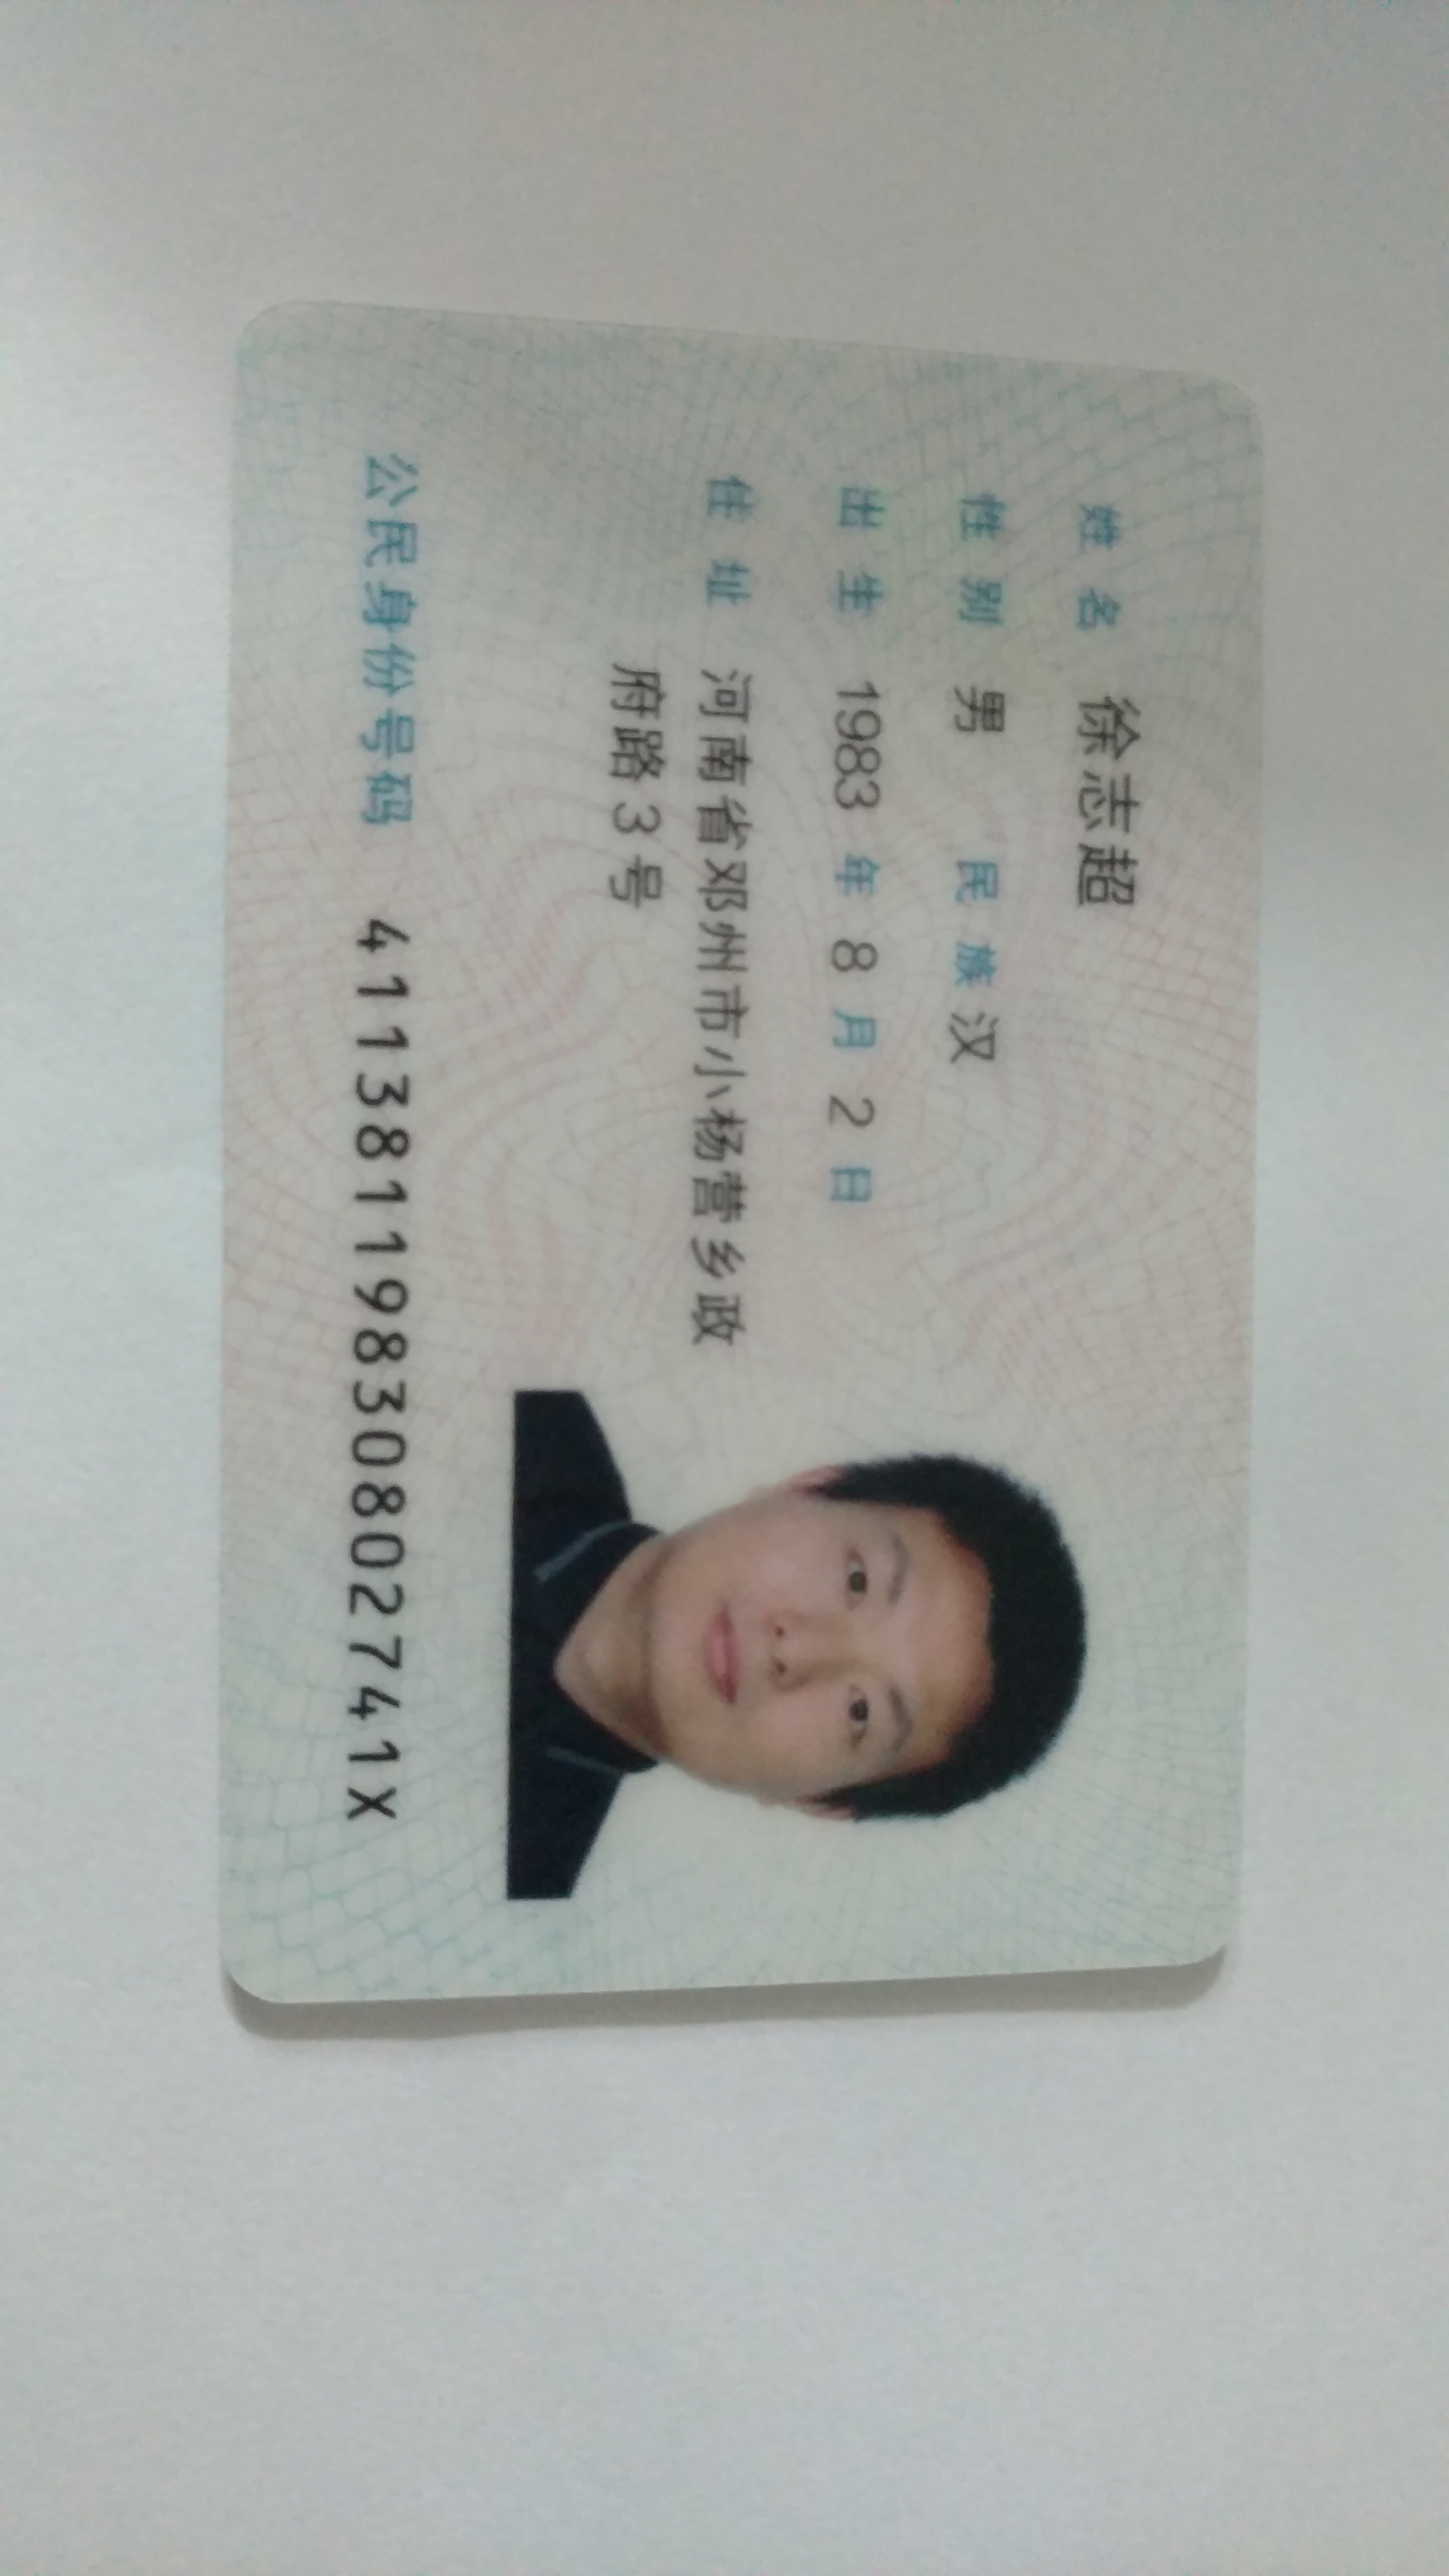 姓名 徐志超
性别 男 民族 汉
出生 1983 年 8 月 2 日
住址 河南省邓州市小杨营乡政
府路3号
公民身份号码 41138119830802741X